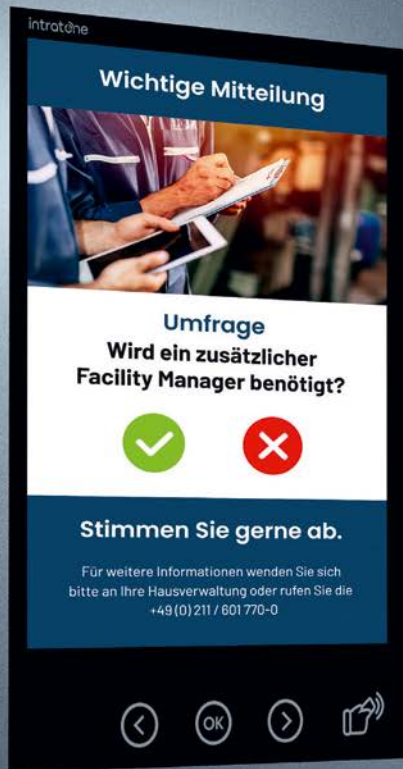 intratone
Wichtige Mitteilung
Umfrage
Wird ein zusätzlicher
Facility Manager benötigt?
Stimmen Sie gerne ab.
Für weitere Informationen wenden Sie sich
bitte an Ihre Hausverwaltung oder rufen Sie die
+49 (0) 211 / 601 770-0
OK